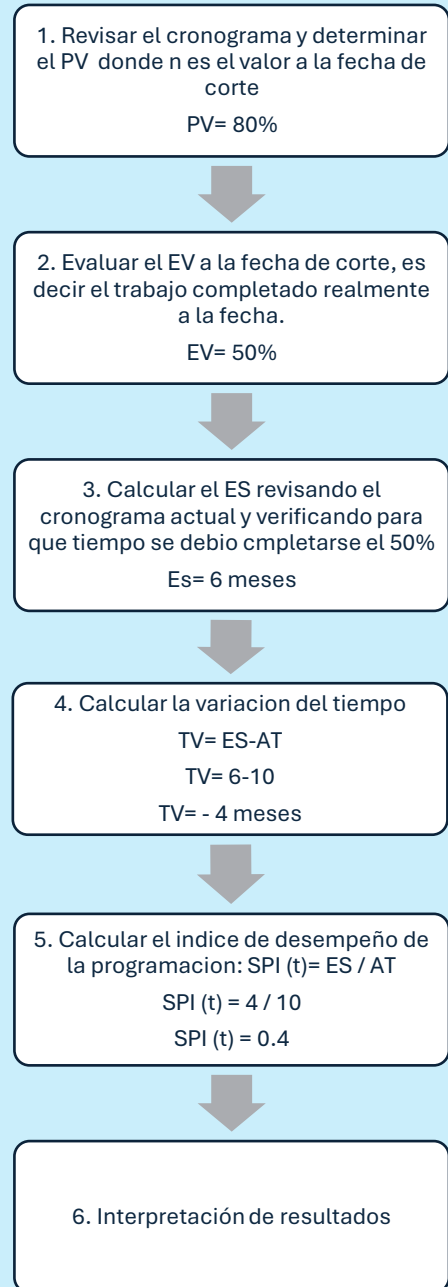 1. Revisar el cronograma y determinar
el PV donde n es el valor a la fecha de
corte
PV= 80%
2. Evaluar el EV a la fecha de corte, es
decir el trabajo completado realmente
a la fecha.
EV= 50%
3. Calcular el ES revisando el
cronograma actual y verificando para
que tiempo se debio cmpletarse el 50%
Es= 6 meses
4. Calcular la variacion del tiempo
TV= ES-AT
TV= 6-10
TV= - 4 meses
5. Calcular el indice de desempeño de
la programacion: SPI (t)= ES / AT
SPI (t) = 4 / 10
SPI (t) = 0.4
6. Interpretación de resultados